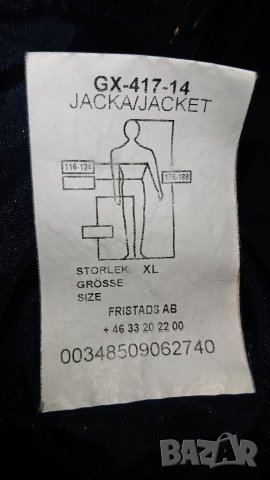 GX-417-14
JACKA/JACKET
116-124
176-188
STORLEK XL
GRÖSSE
SIZE
FRISTADS AB
+ 46 33 20 22 00
00348509062740
BAZAR